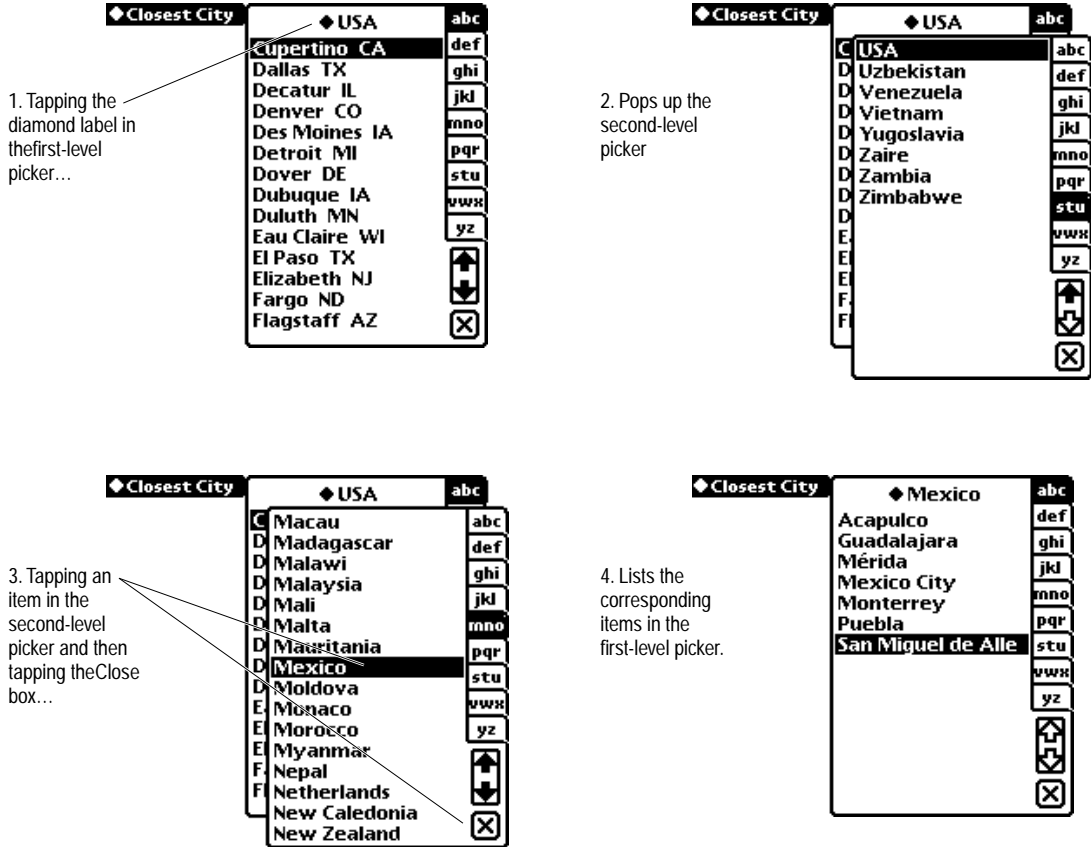 ◆Closest City
◆USA
abc
Cupertino CA
Dallas TX
Decatur IL
Denver CO
Des Moines IA
Detroit MI
Dover DE
Dubuque IA
Duluth MN
Eau Claire WI
El Paso TX
Elizabeth NJ
Fargo ND
Flagstaff AZ
def
ghi
jkl
mno
pqr
stu
vwx
yz
1. Tapping the
diamond label in
thefirst-level
picker…
◆Closest City
◆USA
abc
C
D
D
D
D
D
D
D
D
E
El
El
F
Fl
USA
Uzbekistan
Venezuela
Vietnam
Yugoslavia
Zaire
Zambia
Zimbabwe
abc
def
ghi
jkl
mno
pqr
stu
vwx
yz
2. Pops up the
second-level
picker
◆Closest City
◆USA
abc
C
D
D
D
D
D
D
D
D
E
El
El
F
Fl
Macau
Madagascar
Malawi
Malaysia
Mali
Malta
Mauritania
Mexico
Moldova
Monaco
Morocco
Myanmar
Nepal
Netherlands
New Caledonia
New Zealand
abc
def
ghi
jkl
mno
pqr
stu
vwx
yz
3. Tapping an
item in the
second-level
picker and then
tapping theClose
box…
◆Closest City
◆Mexico
Acapulco
Guadalajara
Mérida
Mexico City
Monterrey
Puebla
San Miguel de Alle
abc
def
ghi
jkl
mno
pqr
stu
vwx
yz
4. Lists the
corresponding
items in the
first-level picker.